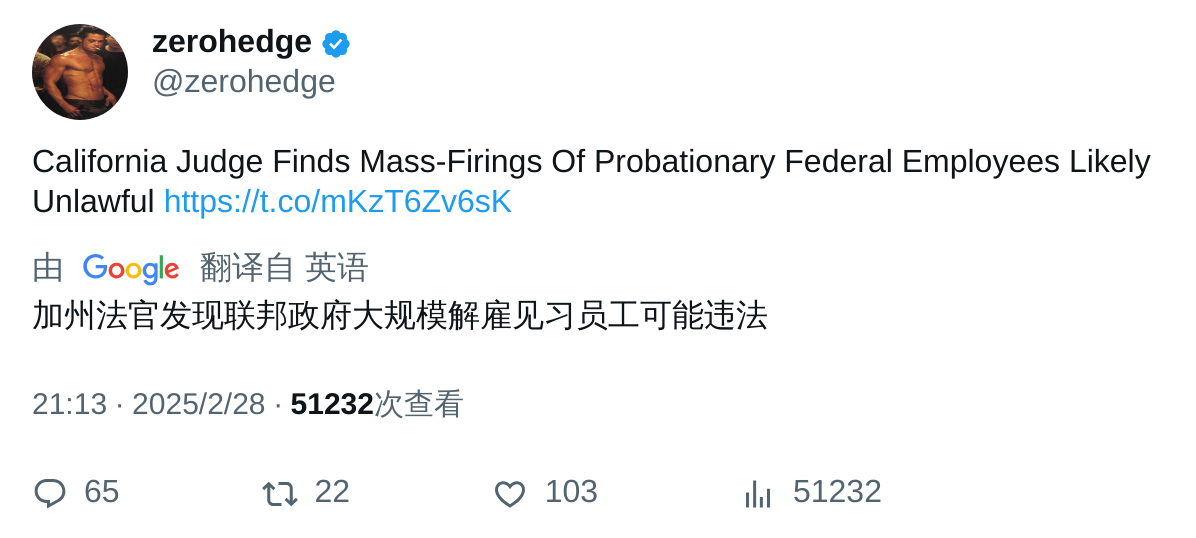 zerohedge
@zerohedge
California Judge Finds Mass-Firings Of Probationary Federal Employees Likely
Unlawful https://t.co/mKzT6Zv6sK
由 Google 翻译自 英语
加州法官发现联邦政府大规模解雇见习员工可能违法
21:13 · 2025/2/28 · 51232次查看
65 22 103 51232